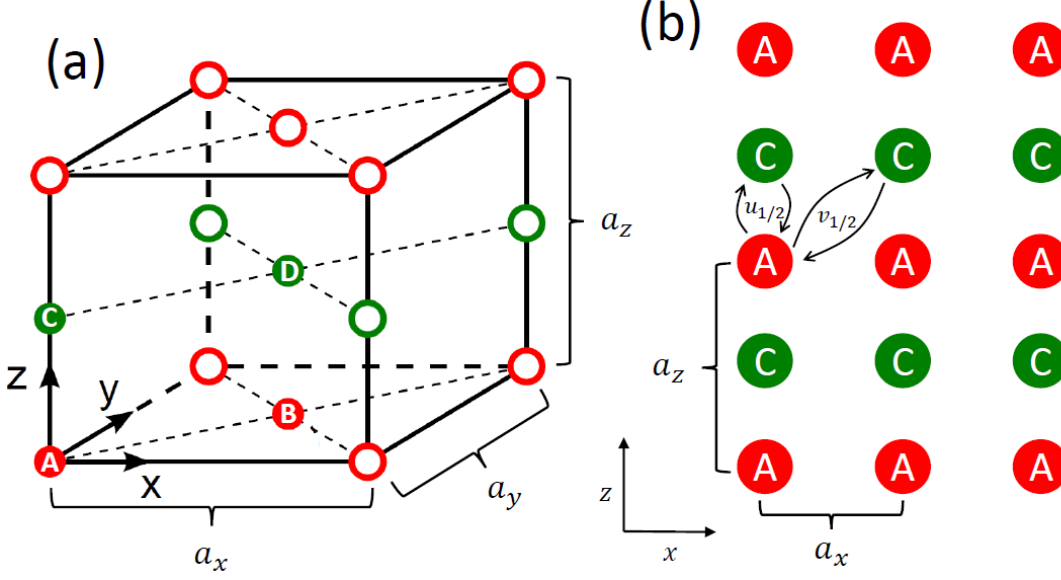 (a)
a_z
C
D
z
y
B
A
x
a_y
a_x
(b)
A A A
C C C
u_{1/2} v_{1/2}
A A A
a_z
C C C
z
A A A
x
a_x